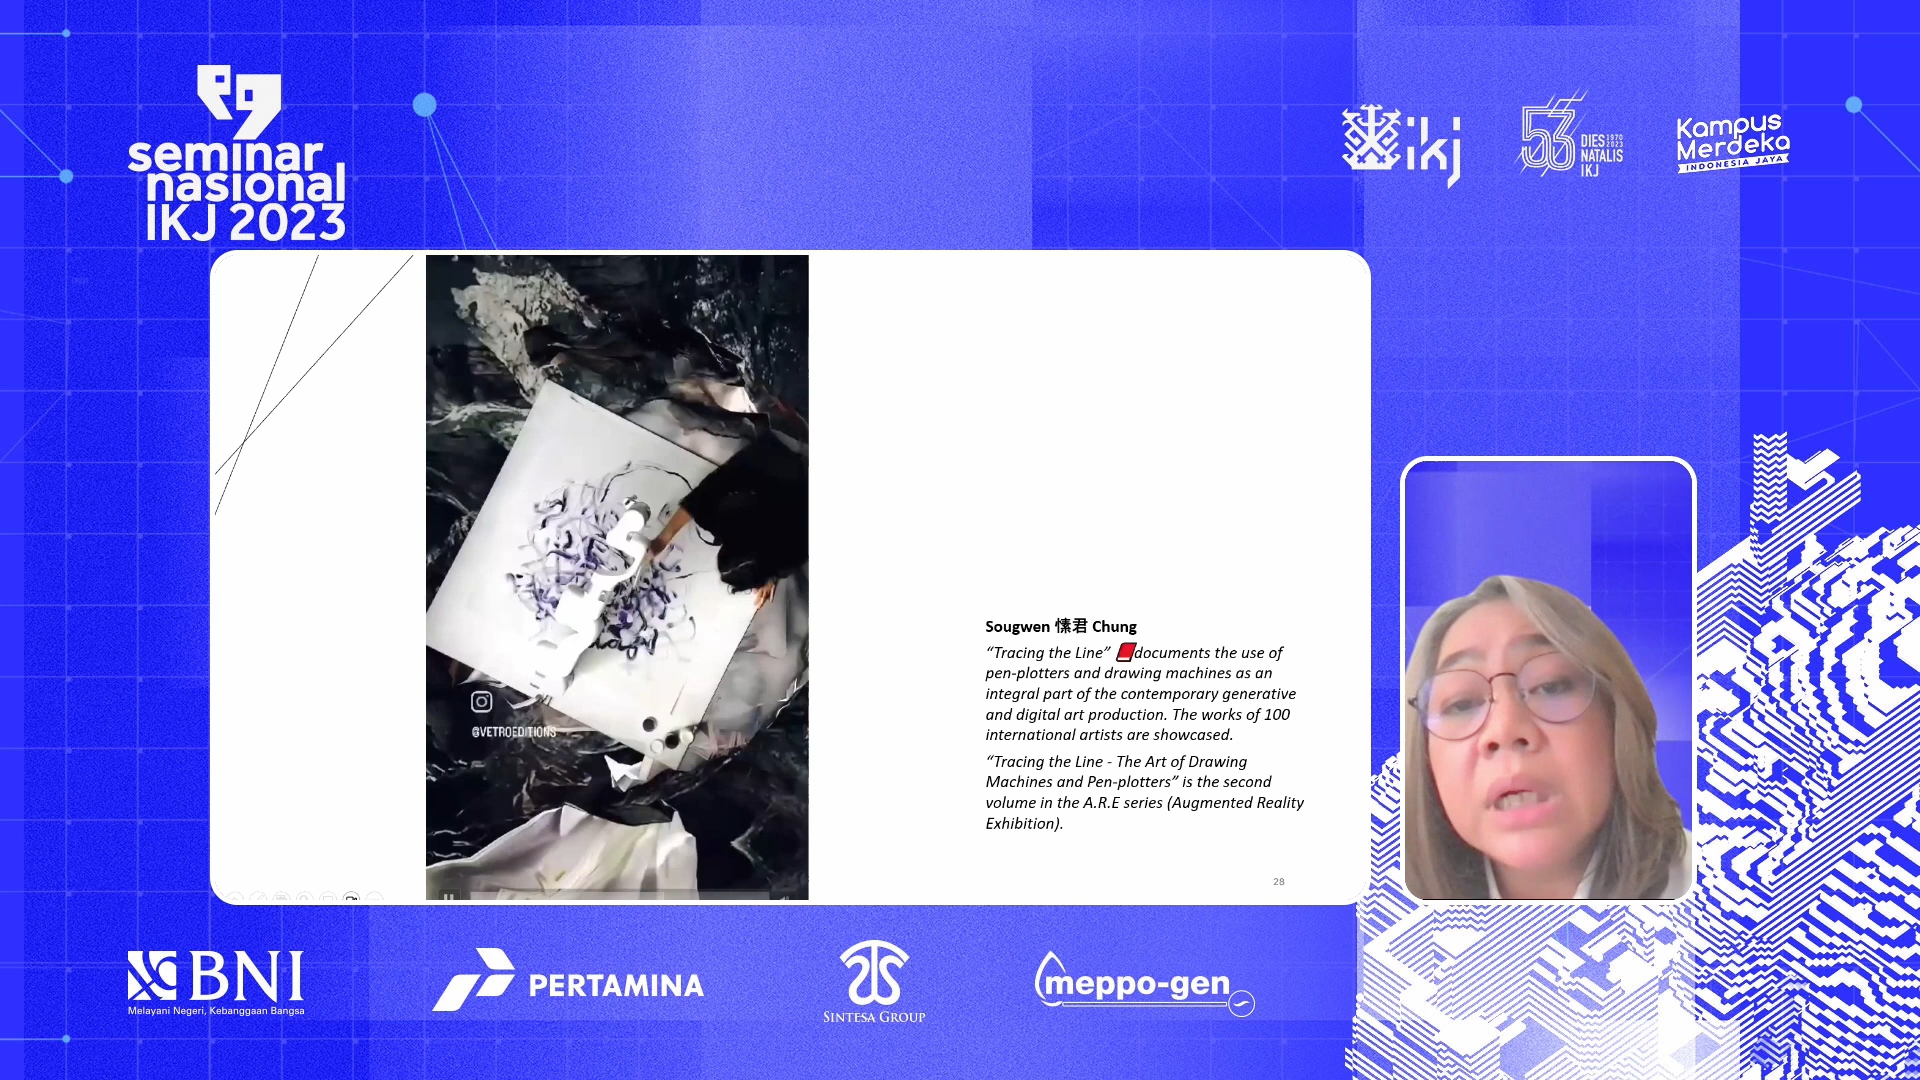 seminar
nasional
IKJ 2023
ikj
53
DIES 1970 2023
NATALIS
IKJ
Kampus
Merdeka
INDONESIA JAYA
@VETROEDITIONS
Sougwen 愫君 Chung
“Tracing the Line” 📕documents the use of
pen-plotters and drawing machines as an
integral part of the contemporary generative
and digital art production. The works of 100
international artists are showcased.
“Tracing the Line - The Art of Drawing
Machines and Pen-plotters” is the second
volume in the A.R.E series (Augmented Reality
Exhibition).
28
BNI
Melayani Negeri, Kebanggaan Bangsa
PERTAMINA
SINTESA GROUP
meppo-gen